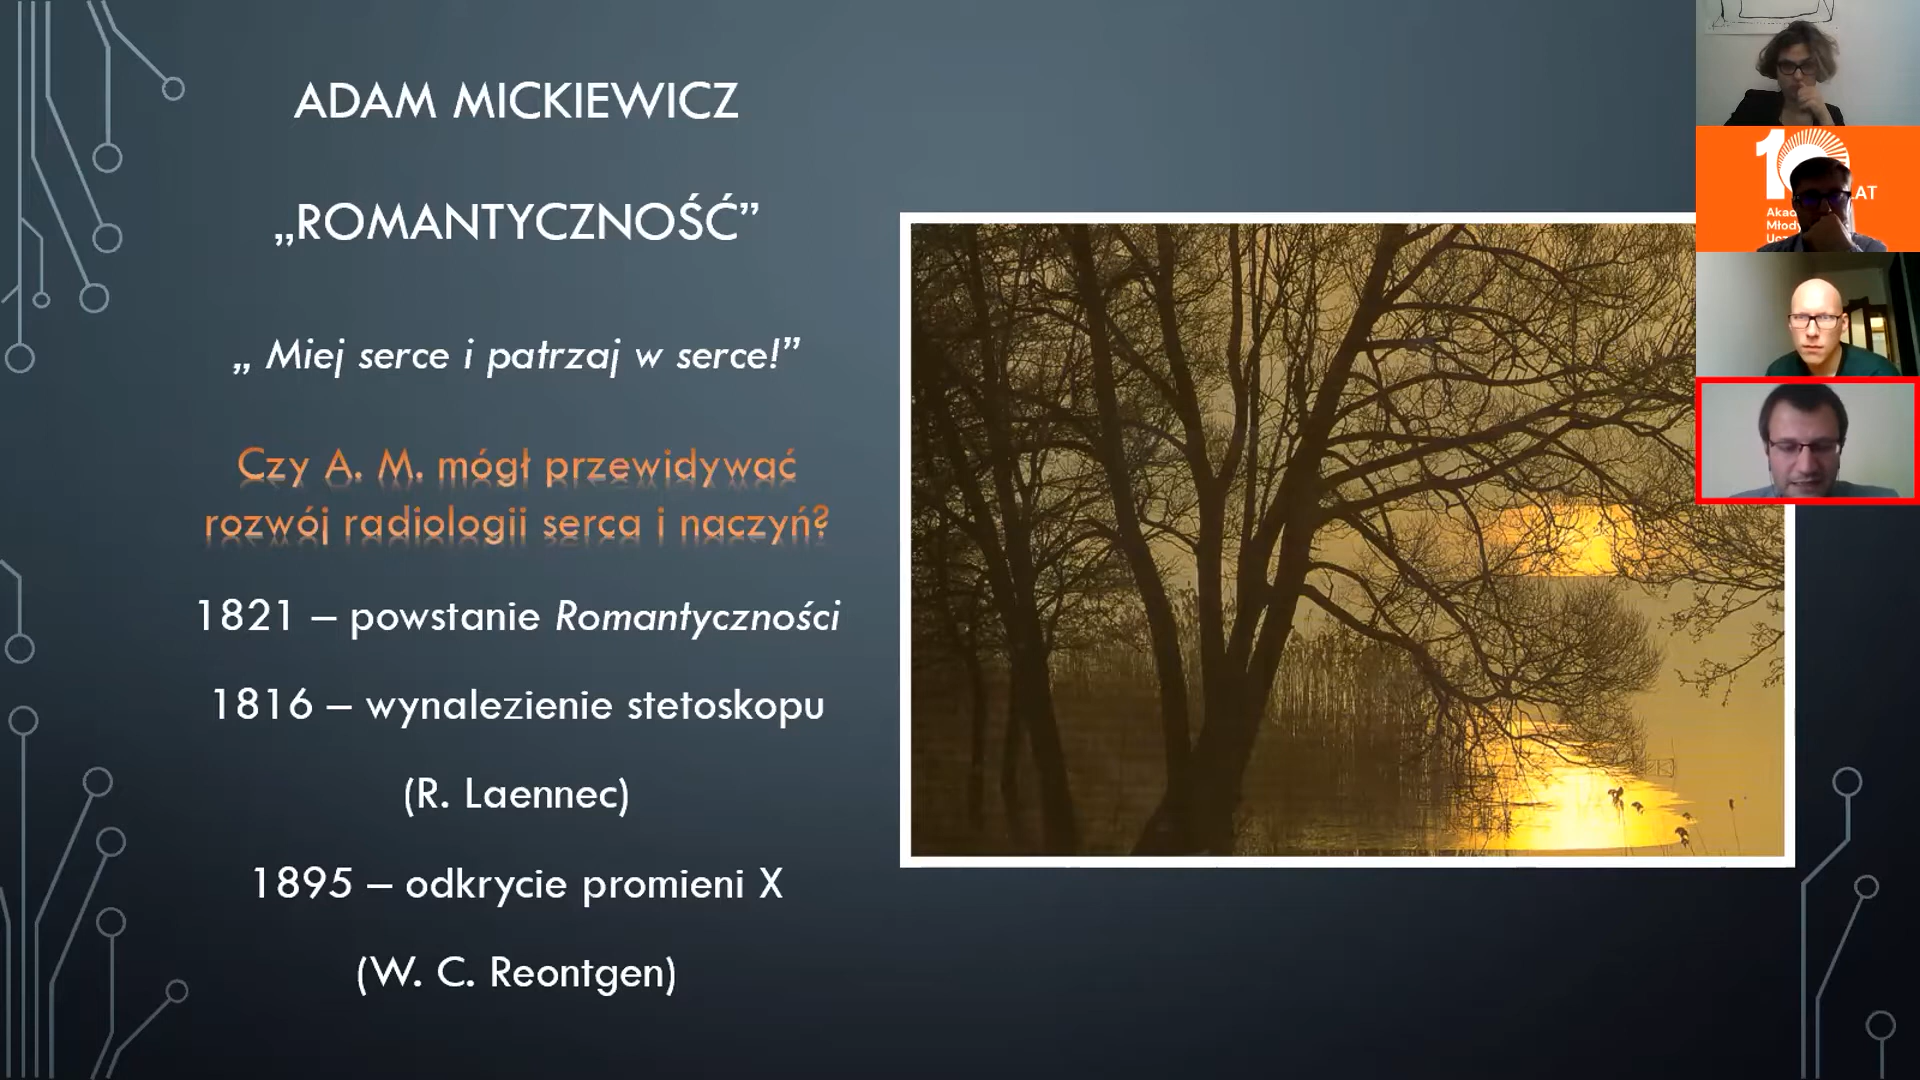 ADAM MICKIEWICZ
„ROMANTYCZNOŚĆ”
„ Miej serce i patrzaj w serce!”
Czy A. M. mógł przewidywać
rozwój radiologii serca i naczyń?
1821 – powstanie Romantyczności
1816 – wynalezienie stetoskopu
(R. Laennec)
1895 – odkrycie promieni X
(W. C. Reontgen)
10